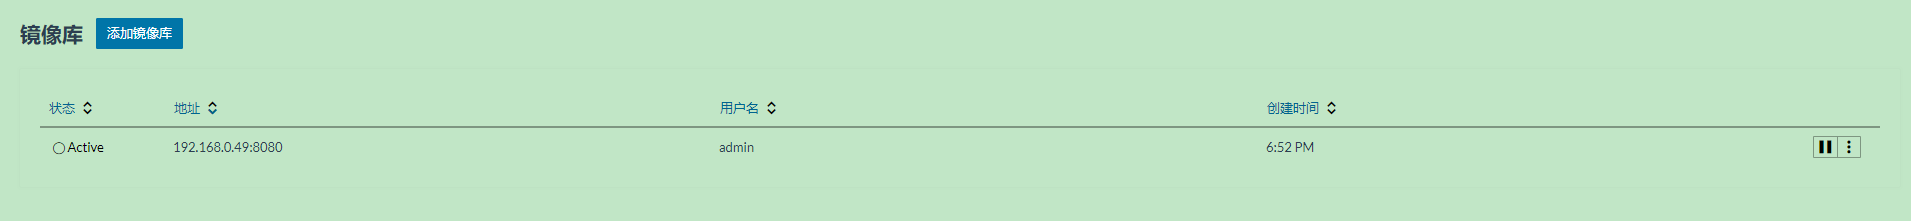 镜像库 添加镜像库
状态 地址 用户名 创建时间
Active 192.168.0.49:8080 admin 6:52 PM